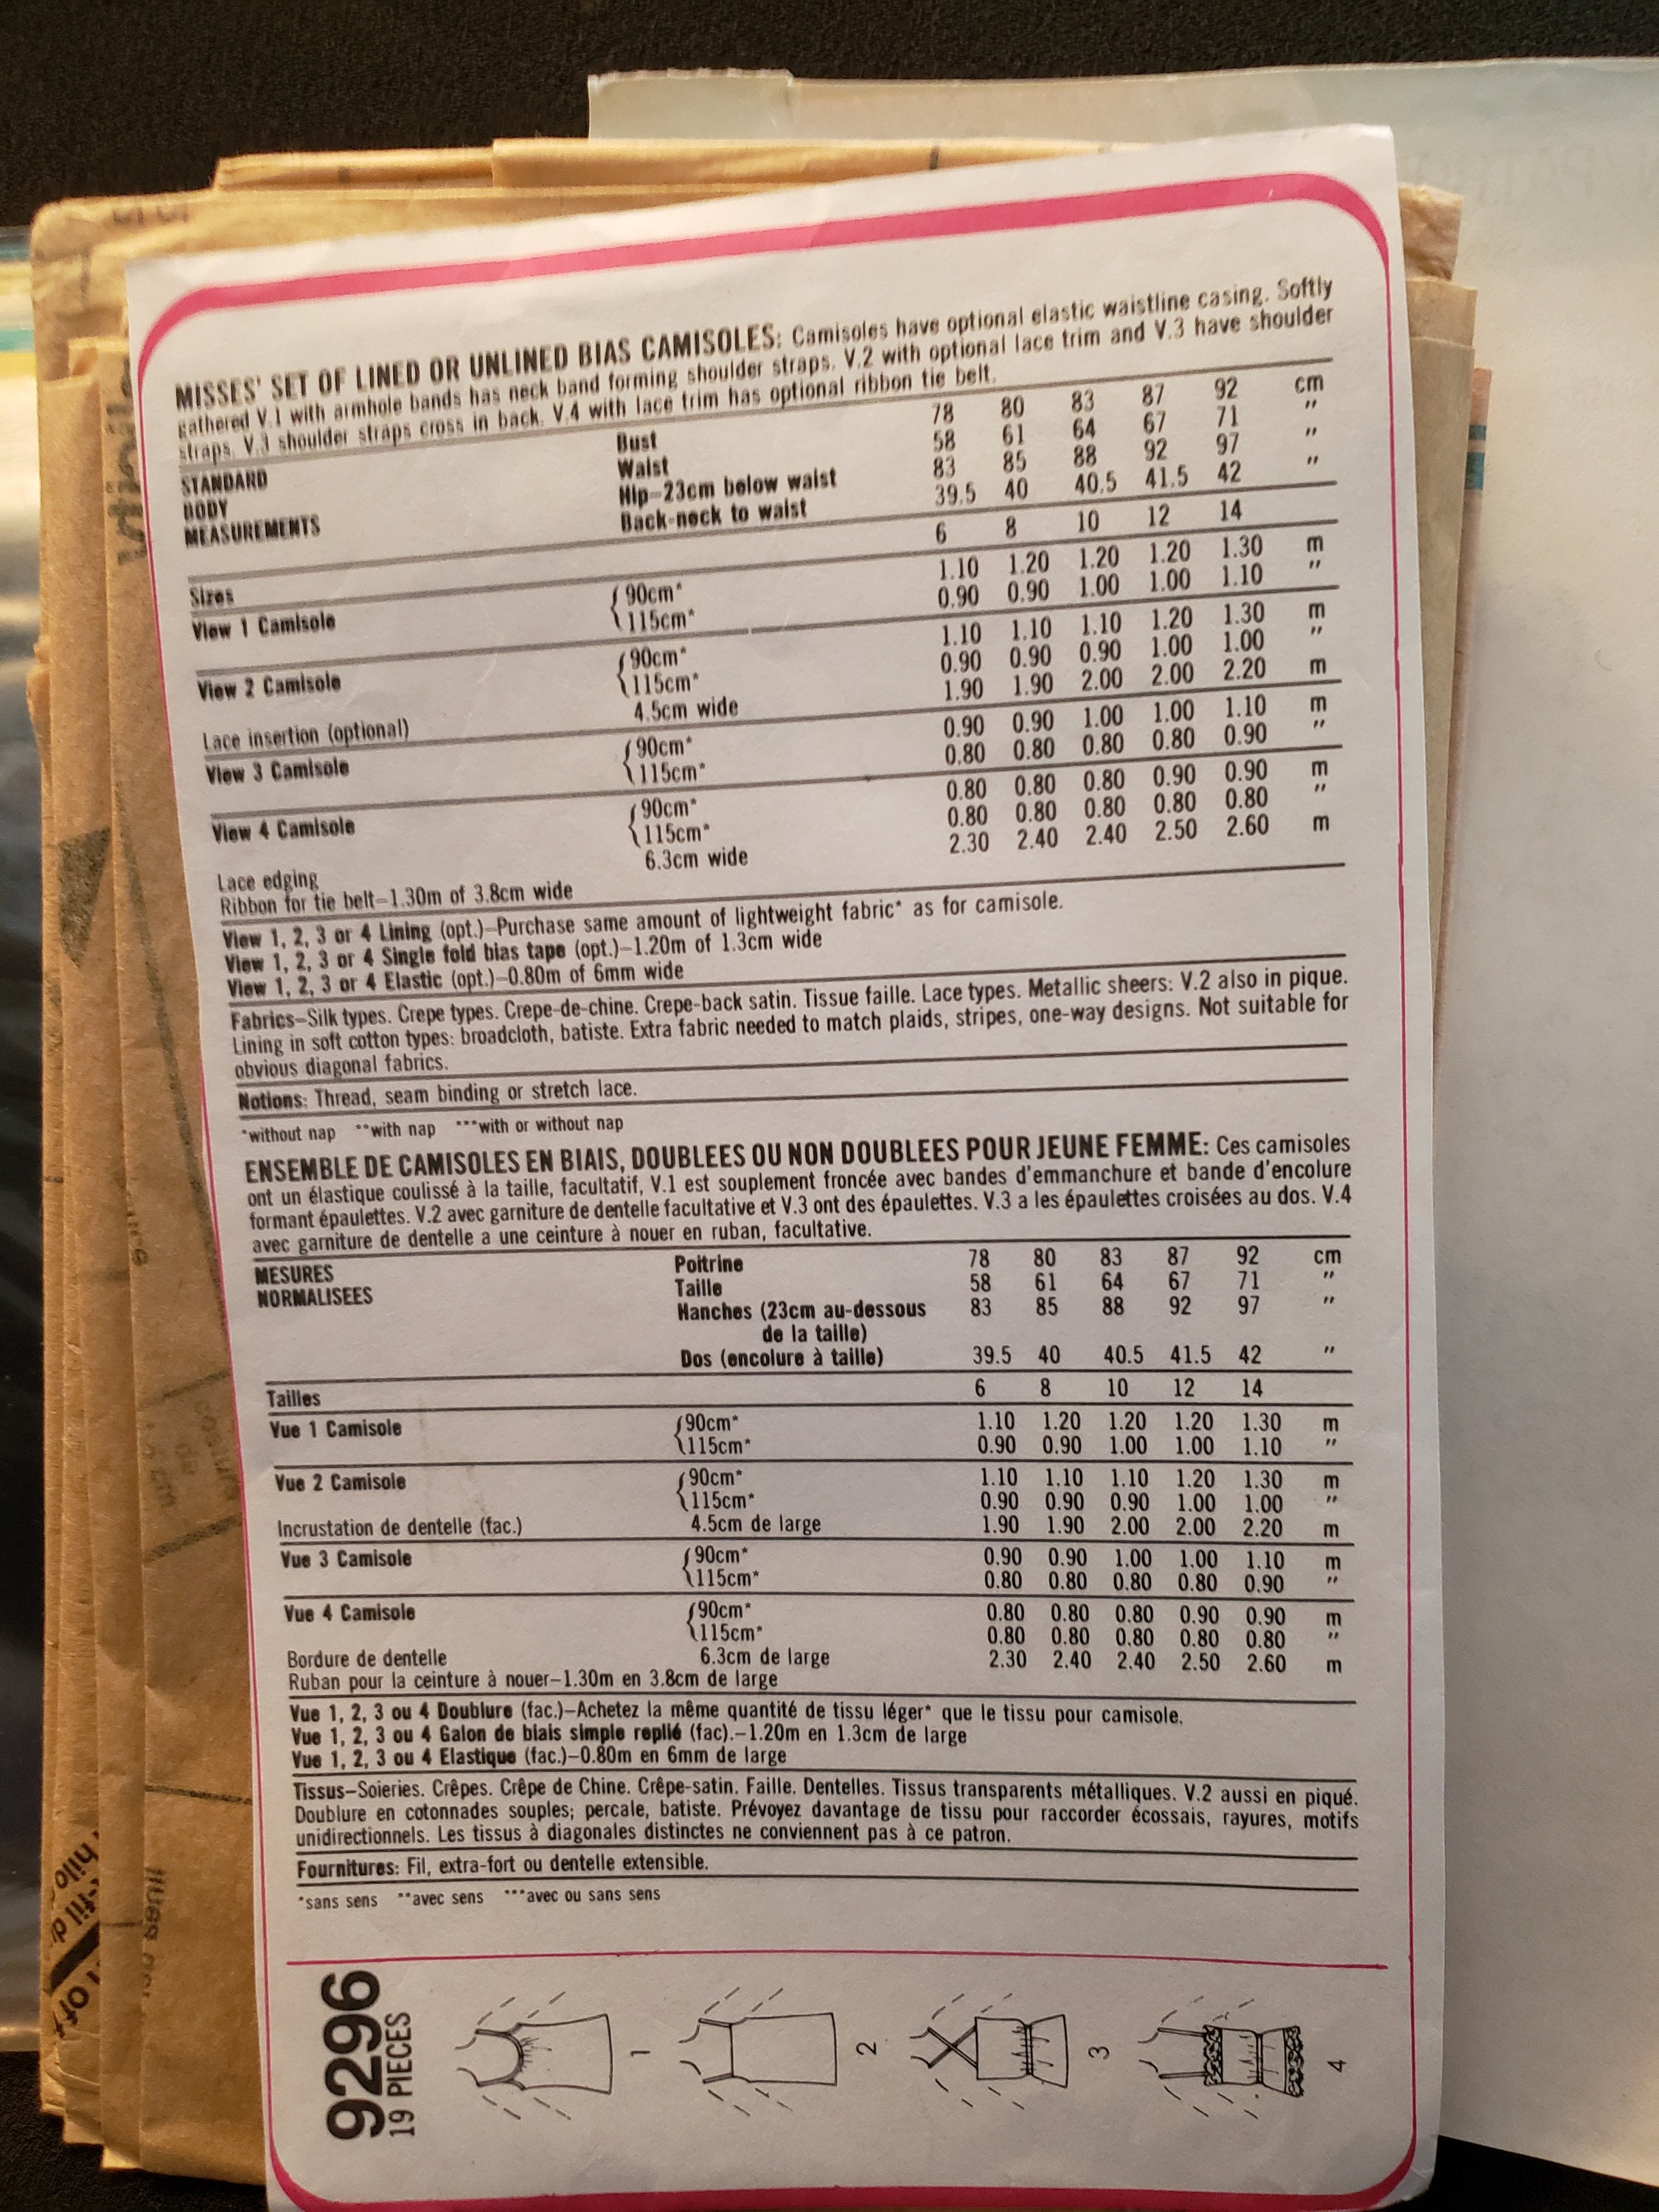 MISSES' SET OF LINED OR UNLINED BIAS CAMISOLES: Camisoles have optional elastic waistline casing. Softly
gathered V.1 with armhole bands has neck band forming shoulder straps. V.2 with optional lace trim and V.3 have shoulder
straps. V.3 shoulder straps cross in back. V.4 with lace trim has optional ribbon tie belt.
STANDARD Bust 78 80 83 87 92 cm
BODY Waist 58 61 64 67 71 "
MEASUREMENTS Hip-23cm below waist 83 85 88 92 97 "
Back-neck to waist 39.5 40 40.5 41.5 42 "
Sizes 6 8 10 12 14
View 1 Camisole {90cm* 1.10 1.20 1.20 1.20 1.30 m
115cm* 0.90 0.90 1.00 1.00 1.10 "
View 2 Camisole {90cm* 1.10 1.10 1.10 1.20 1.30 m
115cm* 0.90 0.90 0.90 1.00 1.00 "
Lace insertion (optional) 4.5cm wide 1.90 1.90 2.00 2.00 2.20 m
View 3 Camisole {90cm* 0.90 0.90 1.00 1.00 1.10 m
115cm* 0.80 0.80 0.80 0.80 0.90 "
View 4 Camisole {90cm* 0.80 0.80 0.80 0.90 0.90 m
115cm* 0.80 0.80 0.80 0.80 0.80 "
Lace edging 6.3cm wide 2.30 2.40 2.40 2.50 2.60 m
Ribbon for tie belt-1.30m of 3.8cm wide
View 1, 2, 3 or 4 Lining (opt.)-Purchase same amount of lightweight fabric* as for camisole.
View 1, 2, 3 or 4 Single fold bias tape (opt.)-1.20m of 1.3cm wide
View 1, 2, 3 or 4 Elastic (opt.)-0.80m of 6mm wide
Fabrics-Silk types. Crepe types. Crepe-de-chine. Crepe-back satin. Tissue faille. Lace types. Metallic sheers: V.2 also in pique.
Lining in soft cotton types: broadcloth, batiste. Extra fabric needed to match plaids, stripes, one-way designs. Not suitable for
obvious diagonal fabrics.
Notions: Thread, seam binding or stretch lace.
*without nap **with nap ***with or without nap
ENSEMBLE DE CAMISOLES EN BIAIS, DOUBLEES OU NON DOUBLEES POUR JEUNE FEMME: Ces camisoles
ont un élastique coulissé à la taille, facultatif, V.1 est souplement froncée avec bandes d'emmanchure et bande d'encolure
formant épaulettes. V.2 avec garniture de dentelle facultative et V.3 ont des épaulettes. V.3 a les épaulettes croisées au dos. V.4
avec garniture de dentelle a une ceinture à nouer en ruban, facultative.
MESURES Poitrine 78 80 83 87 92 cm
NORMALISEES Taille 58 61 64 67 71 "
Hanches (23cm au-dessous 83 85 88 92 97 "
de la taille)
Dos (encolure à taille) 39.5 40 40.5 41.5 42 "
Tailles 6 8 10 12 14
Vue 1 Camisole {90cm* 1.10 1.20 1.20 1.20 1.30 m
115cm* 0.90 0.90 1.00 1.00 1.10 "
Vue 2 Camisole {90cm* 1.10 1.10 1.10 1.20 1.30 m
115cm* 0.90 0.90 0.90 1.00 1.00 "
Incrustation de dentelle (fac.) 4.5cm de large 1.90 1.90 2.00 2.00 2.20 m
Vue 3 Camisole {90cm* 0.90 0.90 1.00 1.00 1.10 m
115cm* 0.80 0.80 0.80 0.80 0.90 "
Vue 4 Camisole {90cm* 0.80 0.80 0.80 0.90 0.90 m
115cm* 0.80 0.80 0.80 0.80 0.80 "
Bordure de dentelle 6.3cm de large 2.30 2.40 2.40 2.50 2.60 m
Ruban pour la ceinture à nouer-1.30m en 3.8cm de large
Vue 1, 2, 3 ou 4 Doublure (fac.)-Achetez la même quantité de tissu léger* que le tissu pour camisole.
Vue 1, 2, 3 ou 4 Galon de biais simple replié (fac).-1.20m en 1.3cm de large
Vue 1, 2, 3 ou 4 Elastique (fac.)-0.80m en 6mm de large
Tissus-Soieries. Crêpes. Crêpe de Chine. Crêpe-satin. Faille. Dentelles. Tissus transparents métalliques. V.2 aussi en piqué.
Doublure en cotonnades souples; percale, batiste. Prévoyez davantage de tissu pour raccorder écossais, rayures, motifs
unidirectionnels. Les tissus à diagonales distinctes ne conviennent pas à ce patron.
Fournitures: Fil, extra-fort ou dentelle extensible.
*sans sens **avec sens ***avec ou sans sens
9296
19 PIECES
1
2
3
4